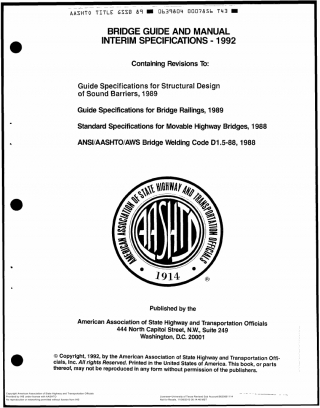 AASHTO TITLE GSSB 89 ■ 0639804 0007856 743 ■
BRIDGE GUIDE AND MANUAL
INTERIM SPECIFICATIONS - 1992
Containing Revisions To:
Guide Specifications for Structural Design
of Sound Barriers, 1989
Guide Specifications for Bridge Railings, 1989
Standard Specifications for Movable Highway Bridges, 1988
ANSI/AASHTO/AWS Bridge Welding Code D1.5-88, 1988
AMERICAN ASSOCIATION OF STATE HIGHWAY AND TRANSPORTATION OFFICIALS
AASHTO
• 1914 •
®
Published by the
American Association of State Highway and Transportation Officials
444 North Capitol Street, N.W., Suite 249
Washington, D.C. 20001
© Copyright, 1992, by the American Association of State Highway and Transportation Offi-
cials, Inc. All rights Reserved. Printed in the United States of America. This book, or parts
thereof, may not be reproduced in any form without permission of the publishers.